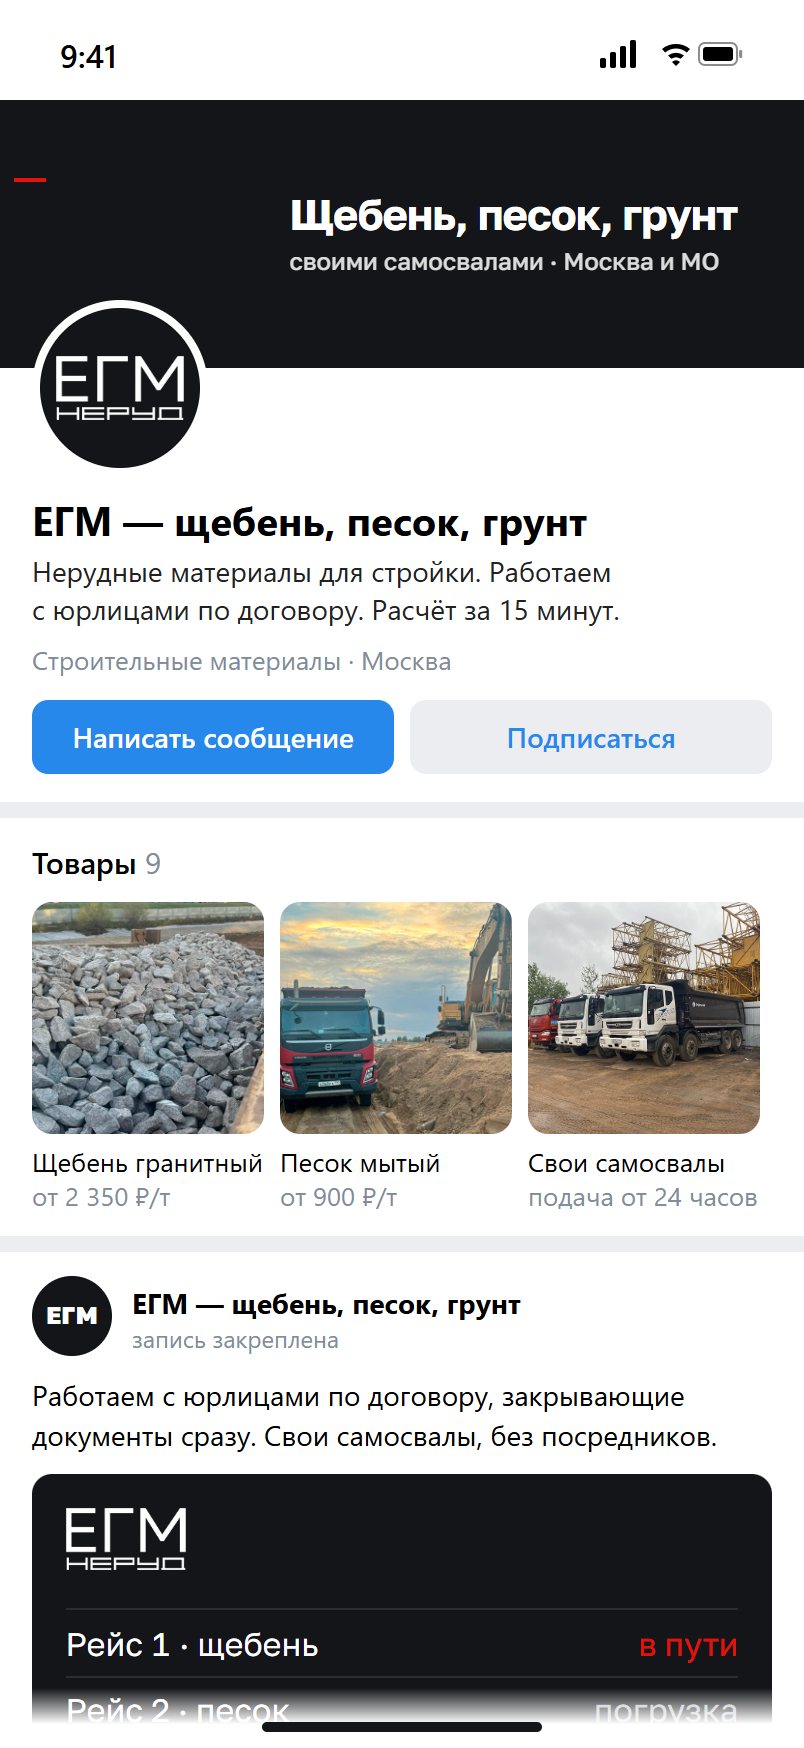 9:41
Щебень, песок, грунт
своими самосвалами · Москва и МО
ЕГМ
НЕРУД
ЕГМ — щебень, песок, грунт
Нерудные материалы для стройки. Работаем
с юрлицами по договору. Расчёт за 15 минут.
Строительные материалы · Москва
Написать сообщение
Подписаться
Товары 9
Щебень гранитный
от 2 350 ₽/т
Песок мытый
от 900 ₽/т
Свои самосвалы
подача от 24 часов
ЕГМ
ЕГМ — щебень, песок, грунт
запись закреплена
Работаем с юрлицами по договору, закрывающие
документы сразу. Свои самосвалы, без посредников.
ЕГМ
НЕРУД
Рейс 1 · щебень
в пути
Рейс 2 · песок
погрузка